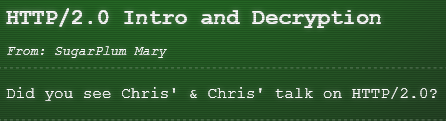 HTTP/2.0 Intro and Decryption
From: SugarPlum Mary
Did you see Chris' & Chris' talk on HTTP/2.0?